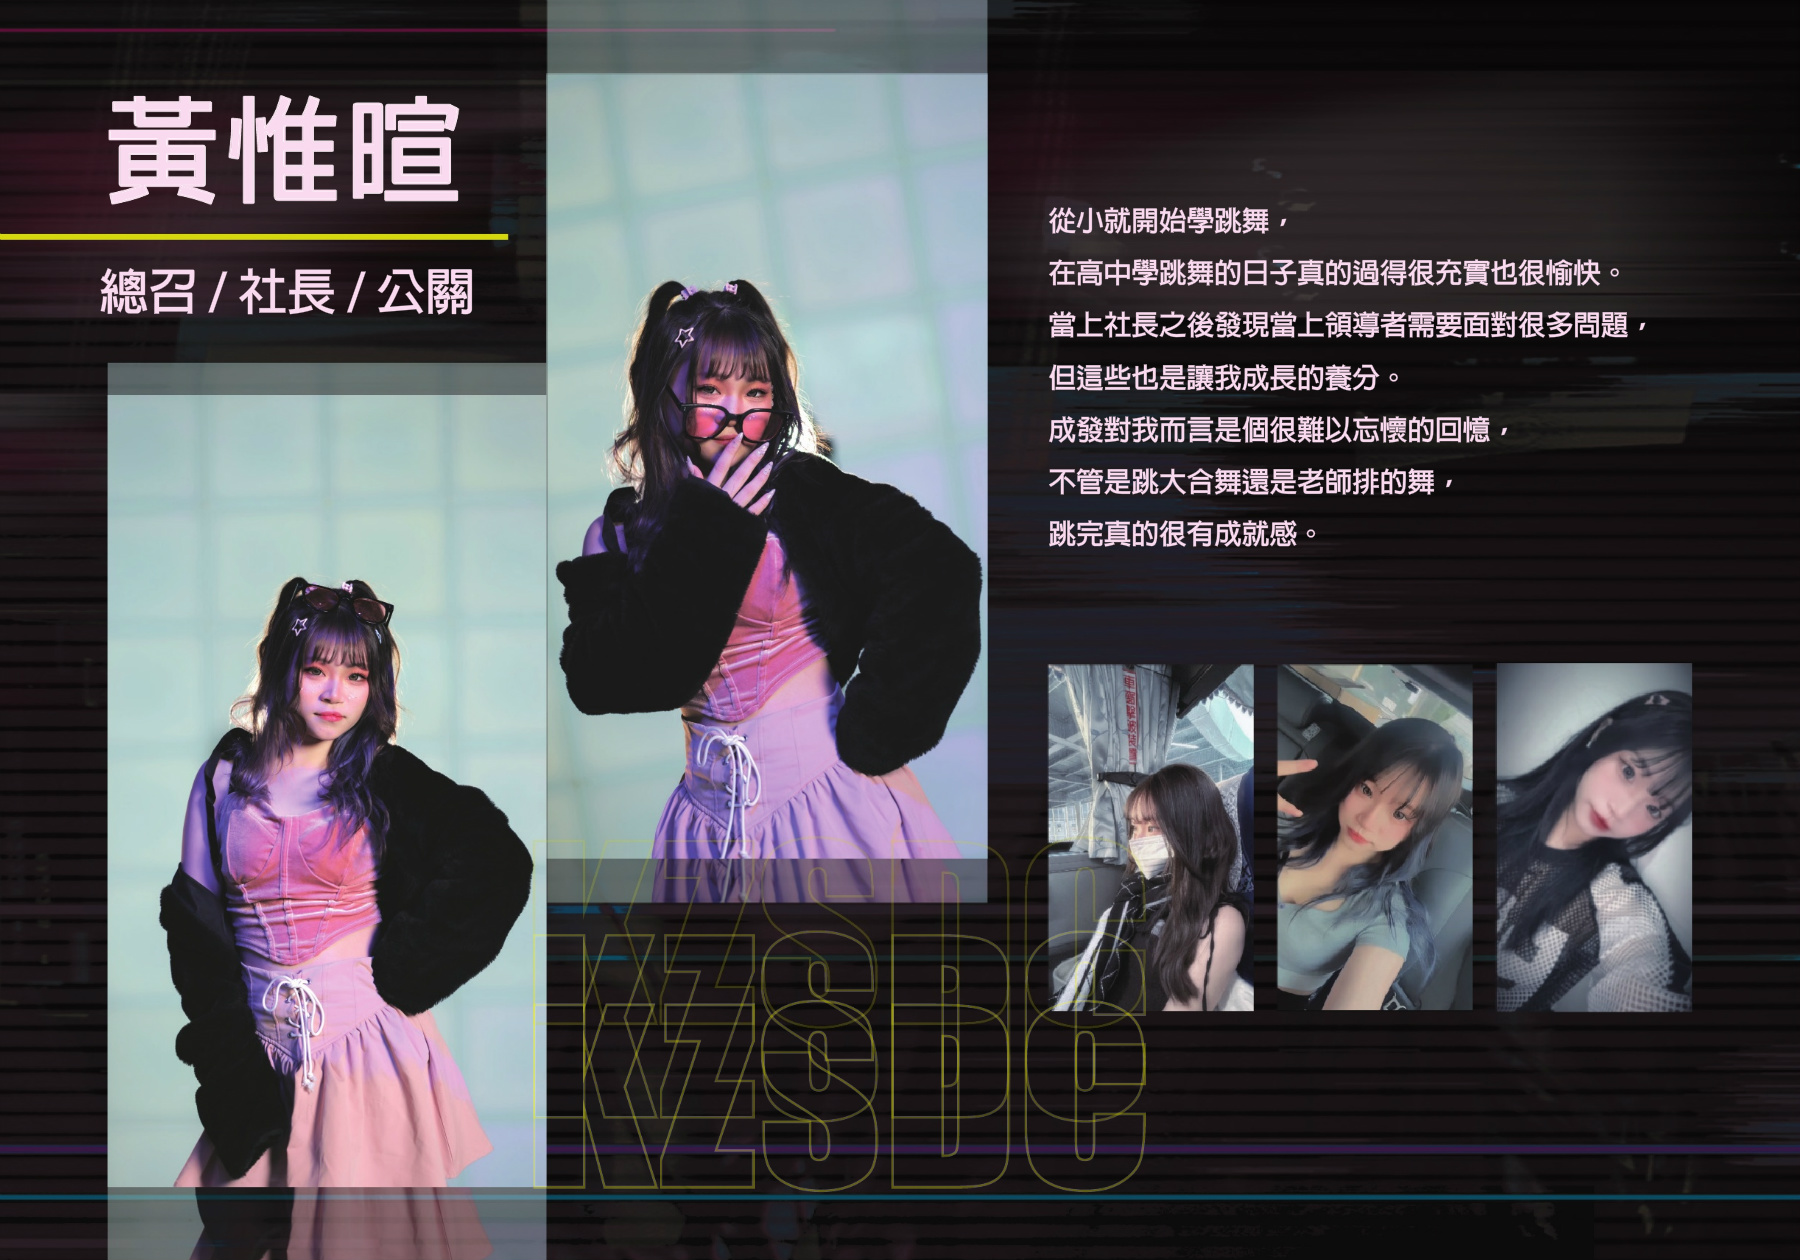 黃惟暄
總召 / 社長 / 公關
從小就開始學跳舞，
在高中學跳舞的日子真的過得很充實也很愉快。
當上社長之後發現當上領導者需要面對很多問題，
但這些也是讓我成長的養分。
成發對我而言是個很難以忘懷的回憶，
不管是跳大合舞還是老師排的舞，
跳完真的很有成就感。
KZSDC
KZSDC
KZSDC